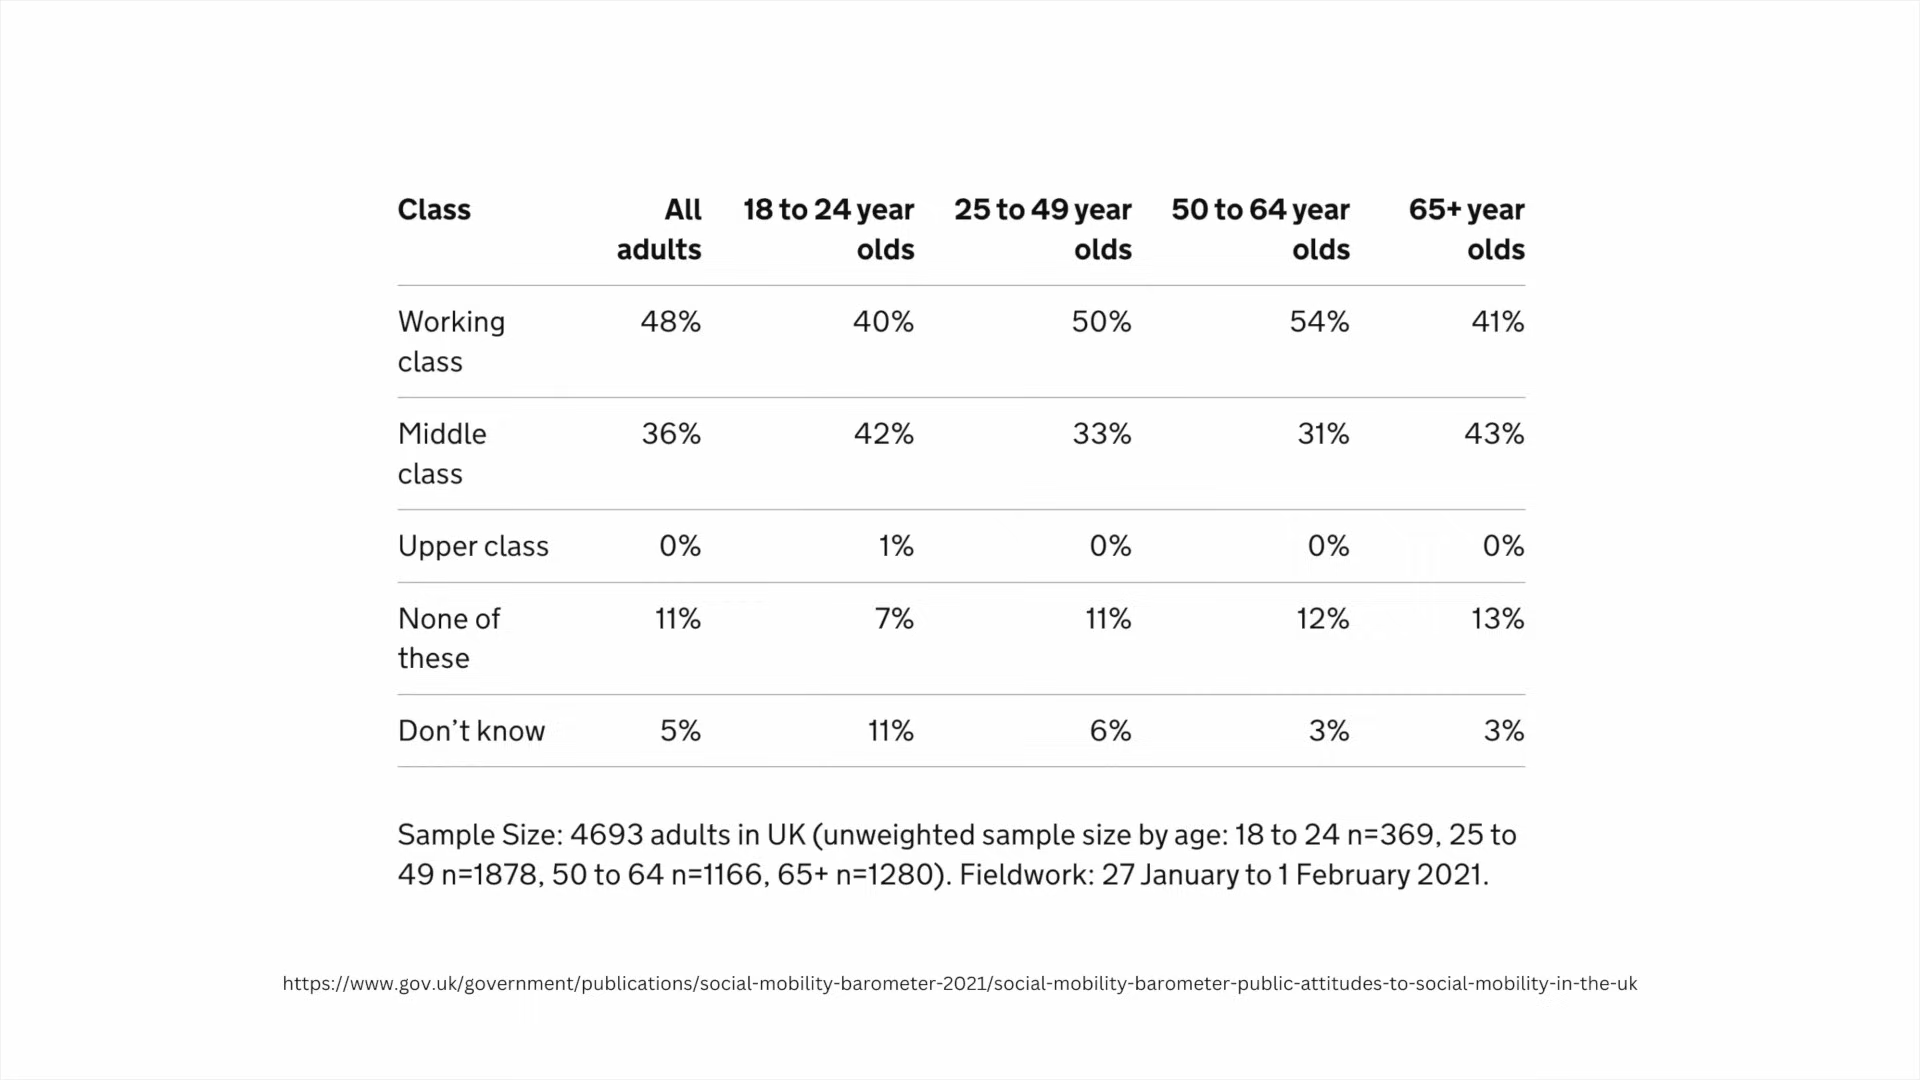 Class All adults 18 to 24 year olds 25 to 49 year olds 50 to 64 year olds 65+ year olds
Working class 48% 40% 50% 54% 41%
Middle class 36% 42% 33% 31% 43%
Upper class 0% 1% 0% 0% 0%
None of these 11% 7% 11% 12% 13%
Don’t know 5% 11% 6% 3% 3%
Sample Size: 4693 adults in UK (unweighted sample size by age: 18 to 24 n=369, 25 to
49 n=1878, 50 to 64 n=1166, 65+ n=1280). Fieldwork: 27 January to 1 February 2021.
https://www.gov.uk/government/publications/social-mobility-barometer-2021/social-mobility-barometer-public-attitudes-to-social-mobility-in-the-uk